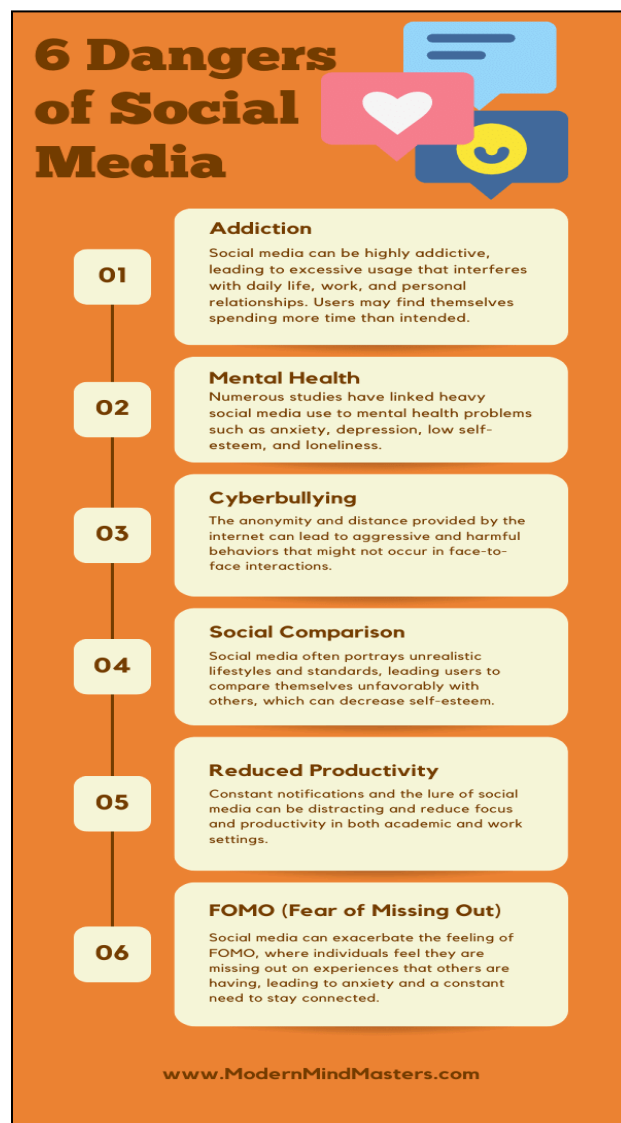 6 Dangers
of Social
Media
01
Addiction
Social media can be highly addictive,
leading to excessive usage that interferes
with daily life, work, and personal
relationships. Users may find themselves
spending more time than intended.
02
Mental Health
Numerous studies have linked heavy
social media use to mental health problems
such as anxiety, depression, low self-
esteem, and loneliness.
03
Cyberbullying
The anonymity and distance provided by the
internet can lead to aggressive and harmful
behaviors that might not occur in face-to-
face interactions.
04
Social Comparison
Social media often portrays unrealistic
lifestyles and standards, leading users to
compare themselves unfavorably with
others, which can decrease self-esteem.
05
Reduced Productivity
Constant notifications and the lure of social
media can be distracting and reduce focus
and productivity in both academic and work
settings.
06
FOMO (Fear of Missing Out)
Social media can exacerbate the feeling of
FOMO, where individuals feel they are
missing out on experiences that others are
having, leading to anxiety and a constant
need to stay connected.
www.ModernMindMasters.com